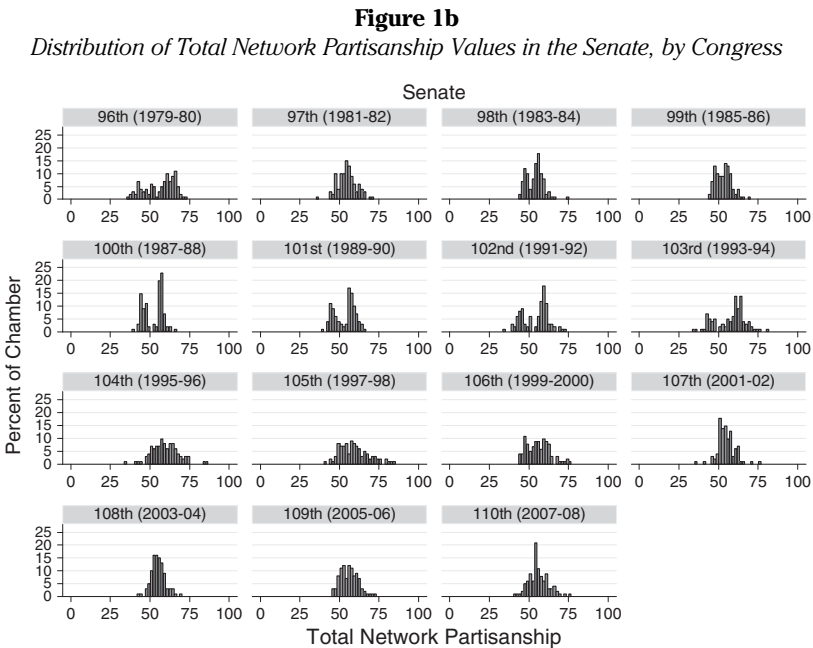 Figure 1b
Distribution of Total Network Partisanship Values in the Senate, by Congress
Senate
96th (1979-80) 97th (1981-82) 98th (1983-84) 99th (1985-86)
25
20
15
10
5
0
0 25 50 75 100 0 25 50 75 100 0 25 50 75 100 0 25 50 75 100
100th (1987-88) 101st (1989-90) 102nd (1991-92) 103rd (1993-94)
25
20
15
10
5
0
0 25 50 75 100 0 25 50 75 100 0 25 50 75 100 0 25 50 75 100
104th (1995-96) 105th (1997-98) 106th (1999-2000) 107th (2001-02)
25
20
15
10
5
0
0 25 50 75 100 0 25 50 75 100 0 25 50 75 100 0 25 50 75 100
108th (2003-04) 109th (2005-06) 110th (2007-08)
25
20
15
10
5
0
0 25 50 75 100 0 25 50 75 100 0 25 50 75 100
Percent of Chamber
Total Network Partisanship